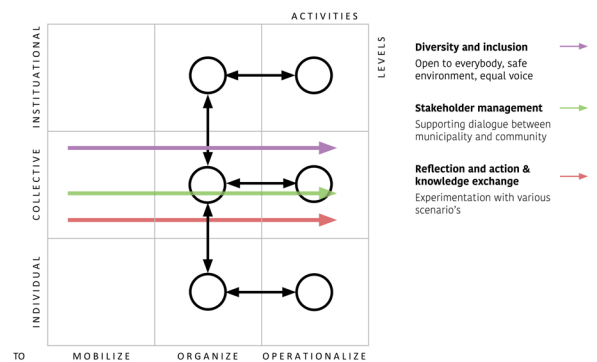 ACTIVITIES
LEVELS
INSTITUATIONAL
COLLECTIVE
INDIVIDUAL
TO
MOBILIZE
ORGANIZE
OPERATIONALIZE
Diversity and inclusion
Open to everybody, safe
environment, equal voice
Stakeholder management
Supporting dialogue between
municipality and community
Reflection and action &
knowledge exchange
Experimentation with various
scenario's